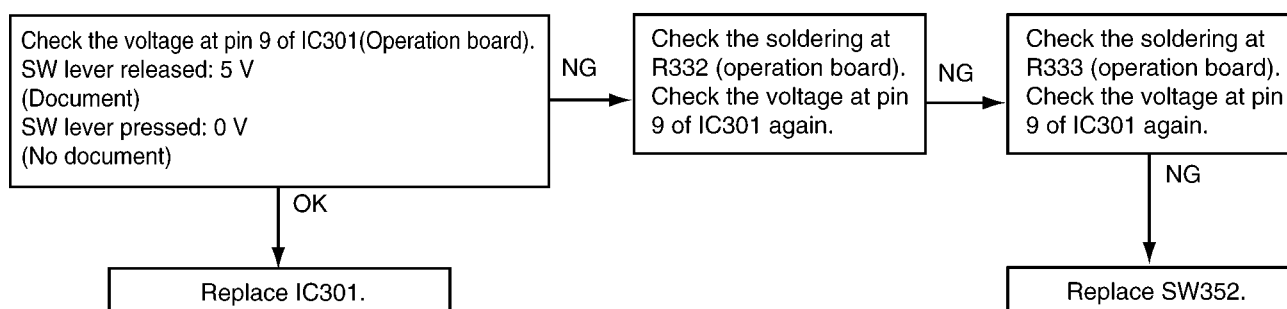 Check the voltage at pin 9 of IC301(Operation board).
SW lever released: 5 V
(Document)
SW lever pressed: 0 V
(No document)
NG
Check the soldering at
R332 (operation board).
Check the voltage at pin
9 of IC301 again.
NG
Check the soldering at
R333 (operation board).
Check the voltage at pin
9 of IC301 again.
OK
NG
Replace IC301.
Replace SW352.